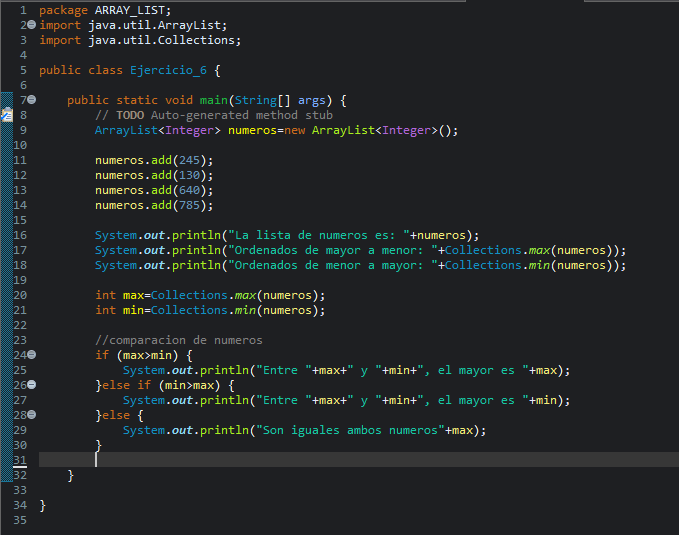 1 package ARRAY_LIST;
2 import java.util.ArrayList;
3 import java.util.Collections;
4
5 public class Ejercicio_6 {
6
7 public static void main(String[] args) {
8 // TODO Auto-generated method stub
9 ArrayList<Integer> numeros=new ArrayList<Integer>();
10
11 numeros.add(245);
12 numeros.add(130);
13 numeros.add(640);
14 numeros.add(785);
15
16 System.out.println("La lista de numeros es: "+numeros);
17 System.out.println("Ordenados de mayor a menor: "+Collections.max(numeros));
18 System.out.println("Ordenados de menor a mayor: "+Collections.min(numeros));
19
20 int max=Collections.max(numeros);
21 int min=Collections.min(numeros);
22
23 //comparacion de numeros
24 if (max>min) {
25 System.out.println("Entre "+max+" y "+min+", el mayor es "+max);
26 }else if (min>max) {
27 System.out.println("Entre "+max+" y "+min+", el mayor es "+min);
28 }else {
29 System.out.println("Son iguales ambos numeros"+max);
30 }
31
32 }
33
34 }
35